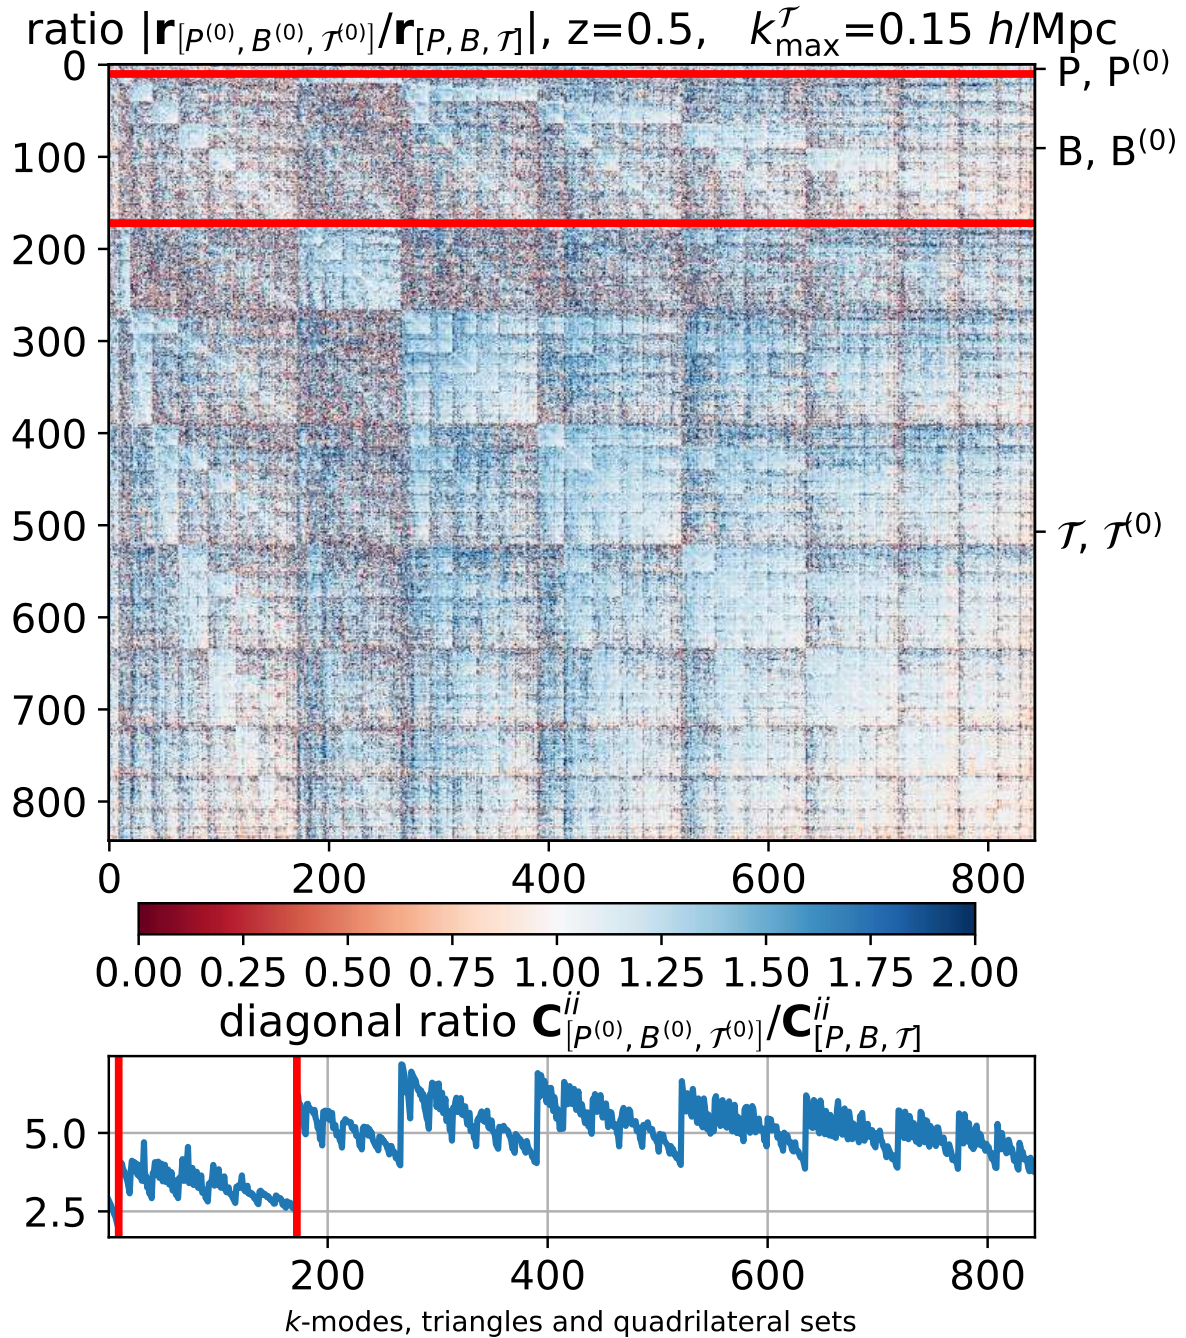 ratio |r[P(0), B(0), 𝒯(0)]/r[P, B, 𝒯]|, z=0.5, k𝒯max=0.15 h/Mpc
0
100
200
300
400
500
600
700
800
P, P(0)
B, B(0)
𝒯, 𝒯(0)
0 200 400 600 800
0.00 0.25 0.50 0.75 1.00 1.25 1.50 1.75 2.00
diagonal ratio Cii[P(0), B(0), 𝒯(0)]/Cii[P, B, 𝒯]
5.0
2.5
200 400 600 800
k-modes, triangles and quadrilateral sets